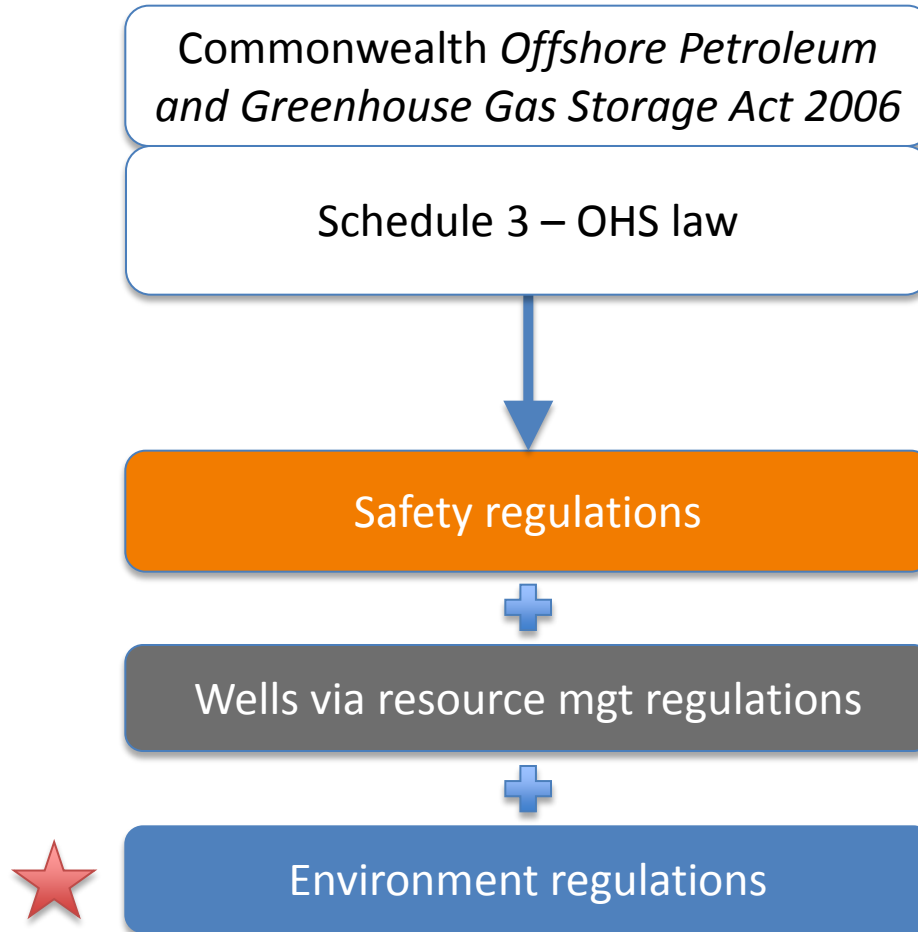 Commonwealth Offshore Petroleum
and Greenhouse Gas Storage Act 2006
Schedule 3 – OHS law
Safety regulations
Wells via resource mgt regulations
Environment regulations